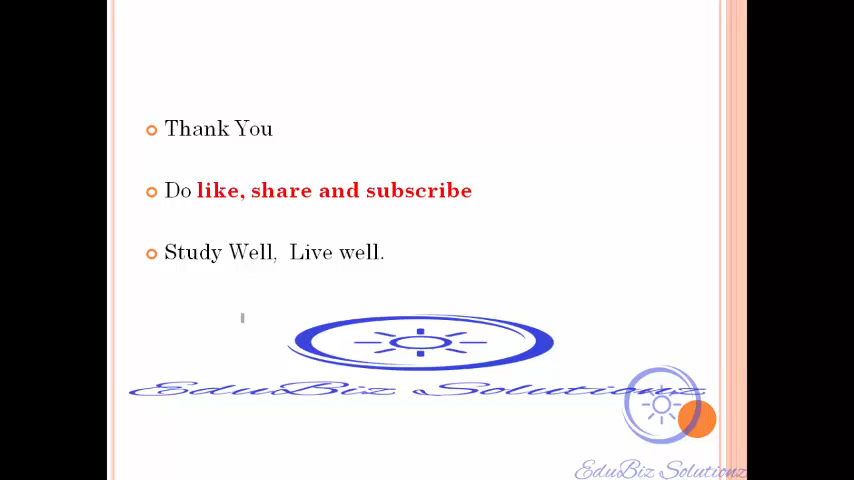 Thank You
Do like, share and subscribe
Study Well, Live well.
EduBiz Solutionz
EduBiz Solutionz